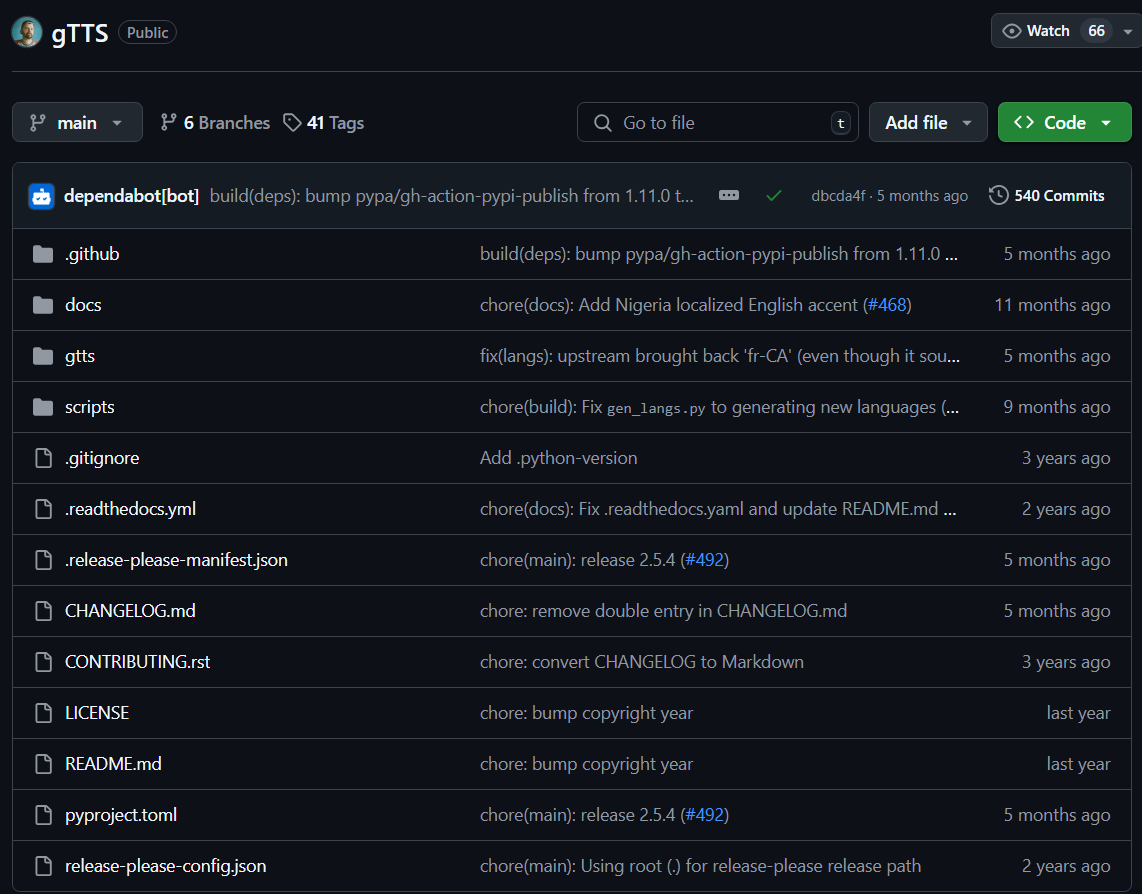 gTTS Public Watch 66
main 6 Branches 41 Tags Go to file t Add file Code
dependabot[bot] build(deps): bump pypa/gh-action-pypi-publish from 1.11.0 t... dbcda4f · 5 months ago 540 Commits
.github build(deps): bump pypa/gh-action-pypi-publish from 1.11.0 ... 5 months ago
docs chore(docs): Add Nigeria localized English accent (#468) 11 months ago
gtts fix(langs): upstream brought back 'fr-CA' (even though it sou... 5 months ago
scripts chore(build): Fix gen_langs.py to generating new languages (... 9 months ago
.gitignore Add .python-version 3 years ago
.readthedocs.yml chore(docs): Fix .readthedocs.yaml and update README.md ... 2 years ago
.release-please-manifest.json chore(main): release 2.5.4 (#492) 5 months ago
CHANGELOG.md chore: remove double entry in CHANGELOG.md 5 months ago
CONTRIBUTING.rst chore: convert CHANGELOG to Markdown 3 years ago
LICENSE chore: bump copyright year last year
README.md chore: bump copyright year last year
pyproject.toml chore(main): release 2.5.4 (#492) 5 months ago
release-please-config.json chore(main): Using root (.) for release-please release path 2 years ago